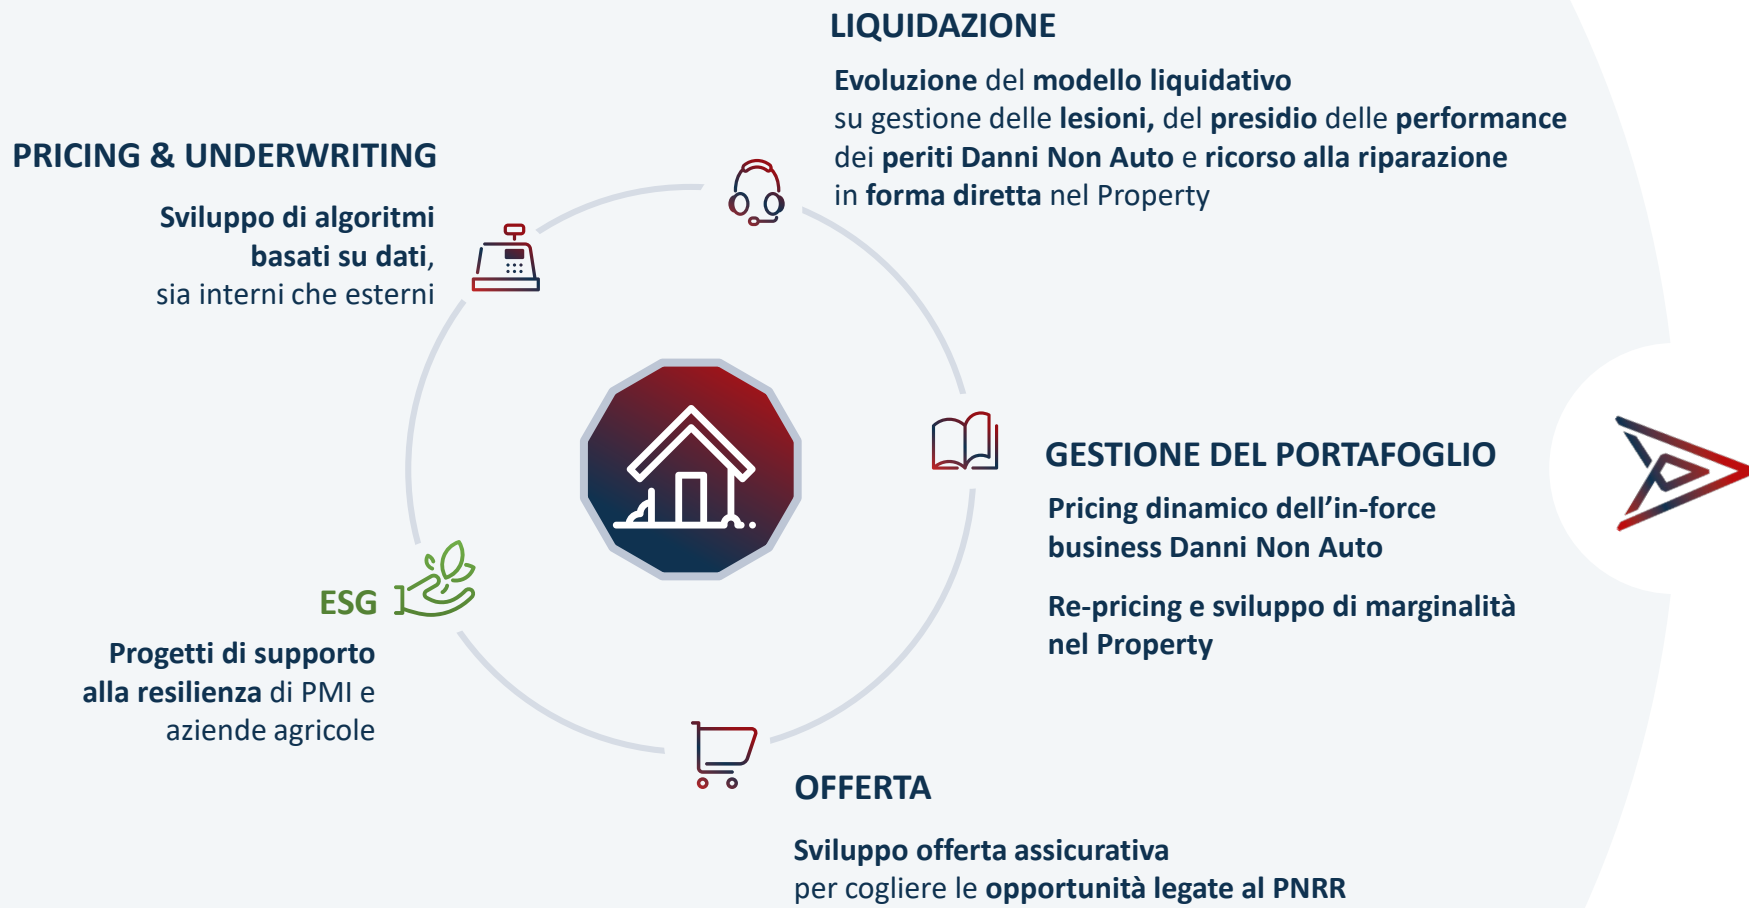 LIQUIDAZIONE
Evoluzione del modello liquidativo
su gestione delle lesioni, del presidio delle performance
dei periti Danni Non Auto e ricorso alla riparazione
in forma diretta nel Property
PRICING & UNDERWRITING
Sviluppo di algoritmi
basati su dati,
sia interni che esterni
GESTIONE DEL PORTAFOGLIO
Pricing dinamico dell’in-force
business Danni Non Auto
Re-pricing e sviluppo di marginalità
nel Property
ESG
Progetti di supporto
alla resilienza di PMI e
aziende agricole
OFFERTA
Sviluppo offerta assicurativa
per cogliere le opportunità legate al PNRR